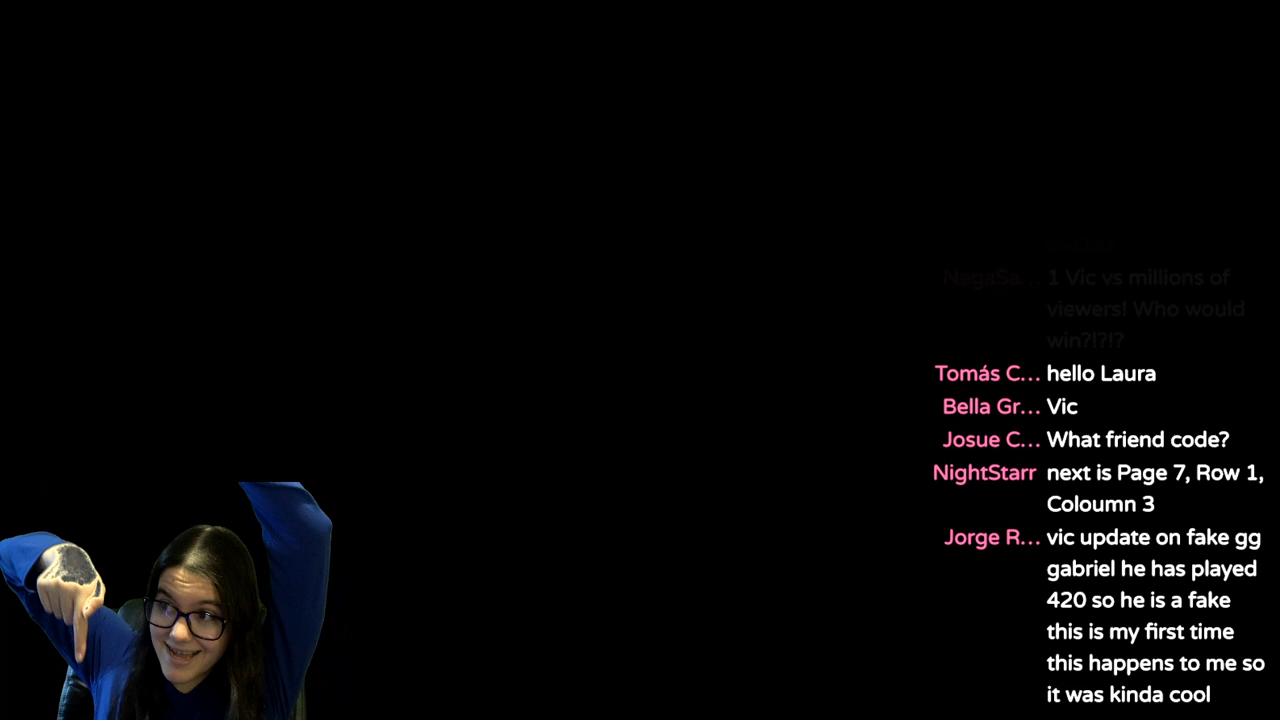 NagaSa... 1 Vic vs millions of
viewers! Who would
win?!?!?
Tomás C... hello Laura
Bella Gr... Vic
Josue C... What friend code?
NightStarr next is Page 7, Row 1,
Coloumn 3
Jorge R... vic update on fake gg
gabriel he has played
420 so he is a fake
this is my first time
this happens to me so
it was kinda cool